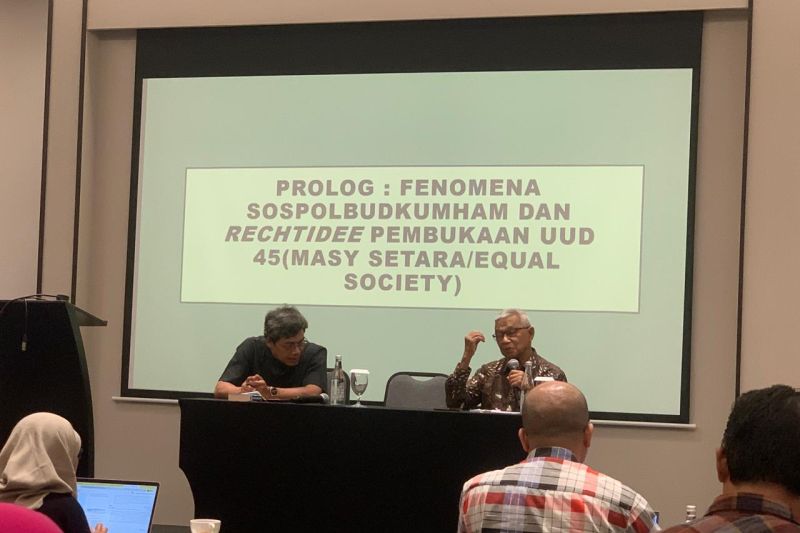 PROLOG : FENOMENA
SOSPOLBUDKUMHAM DAN
RECHTIDEE PEMBUKAAN UUD
45(MASY SETARA/EQUAL
SOCIETY)